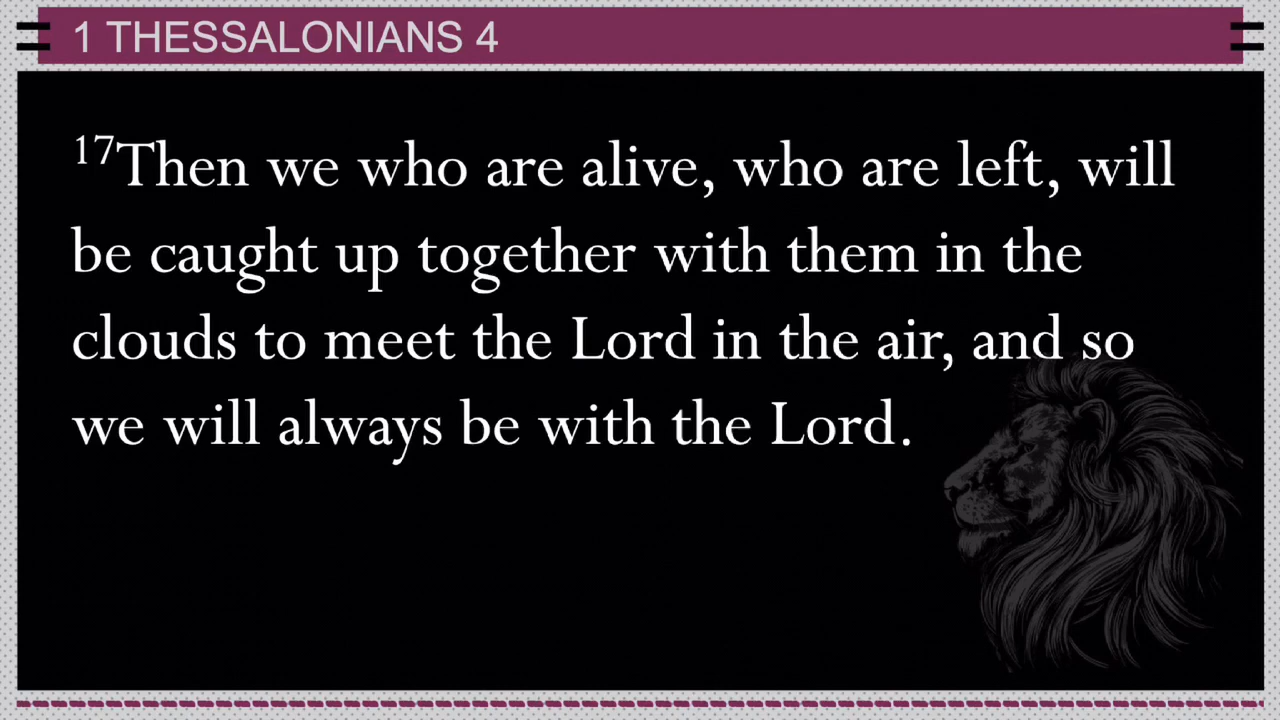 1 THESSALONIANS 4
17Then we who are alive, who are left, will
be caught up together with them in the
clouds to meet the Lord in the air, and so
we will always be with the Lord.